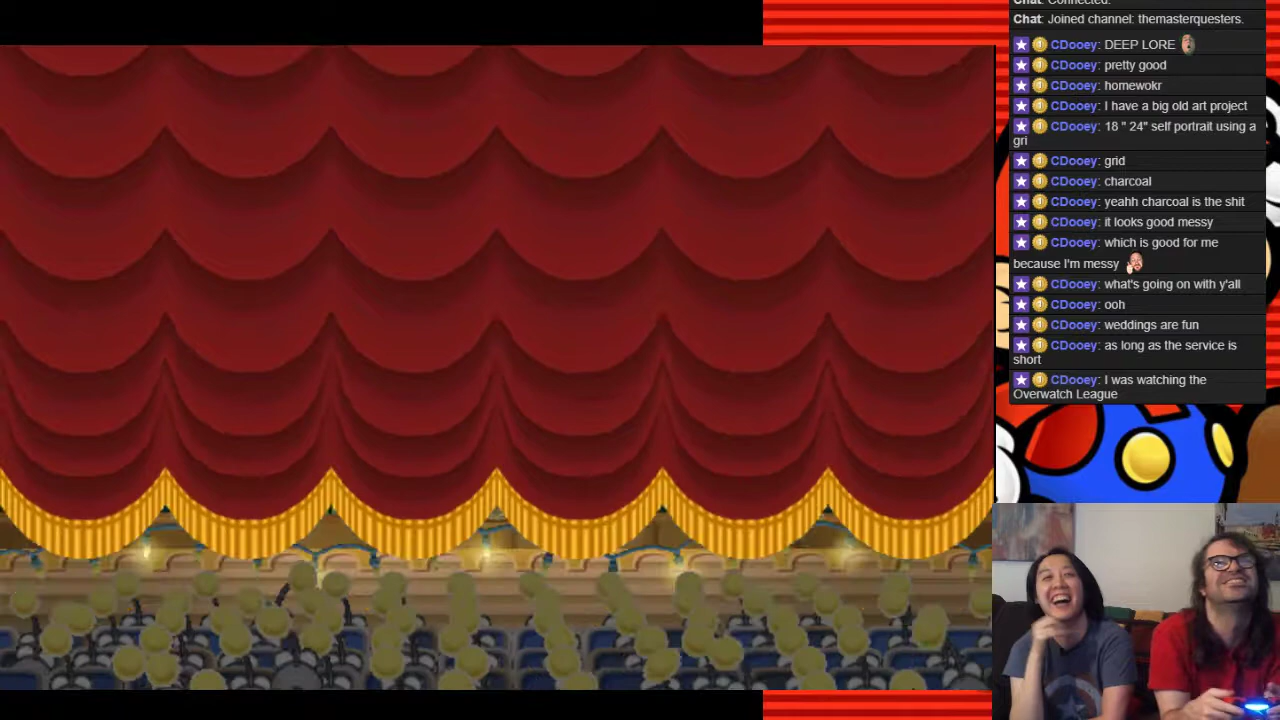 Chat: Connected.
Chat: Joined channel: themasterquesters.
CDooey: DEEP LORE
CDooey: pretty good
CDooey: homewokr
CDooey: I have a big old art project
CDooey: 18 " 24" self portrait using a
gri
CDooey: grid
CDooey: charcoal
CDooey: yeahh charcoal is the shit
CDooey: it looks good messy
CDooey: which is good for me
because I'm messy
CDooey: what's going on with y'all
CDooey: ooh
CDooey: weddings are fun
CDooey: as long as the service is
short
CDooey: I was watching the
Overwatch League